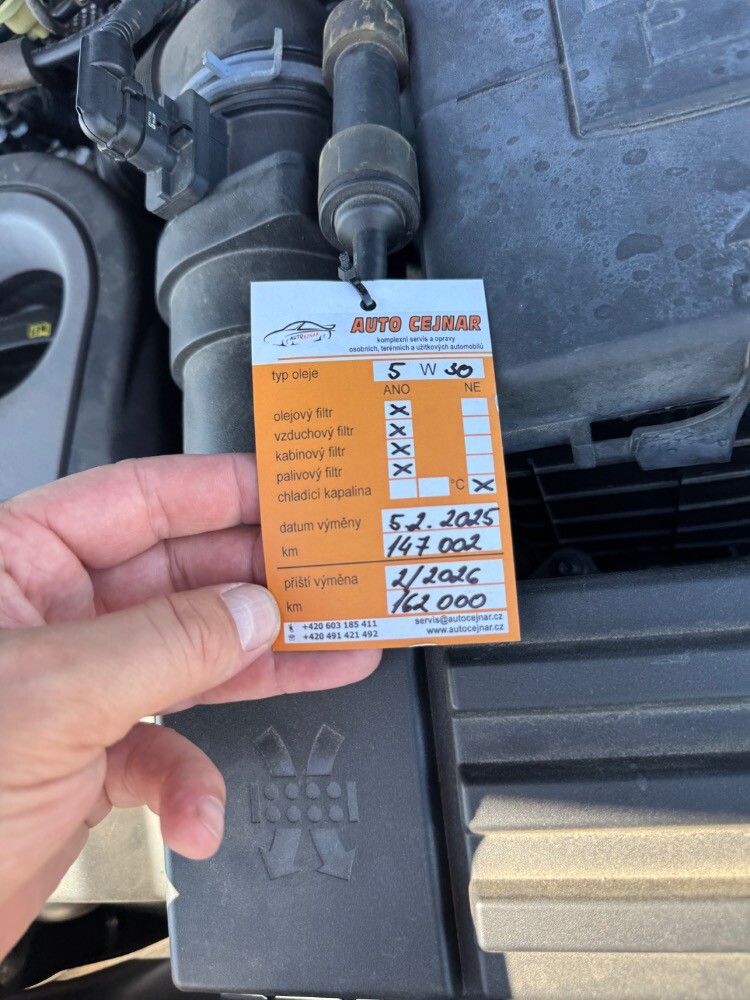 AUTO CEJNAR
AUTO CEJNAR
komplexní servis a opravy
osobních, terénních a užitkových automobilů
typ oleje 5 W 30
ANO NE
olejový filtr X
vzduchový filtr X
kabinový filtr X
palivový filtr X
chladící kapalina °C X
datum výměny 5.2.2025
km 147 002
příští výměna 2/2026
km 162 000
+420 603 185 411 servis@autocejnar.cz
+420 491 421 492 www.autocejnar.cz